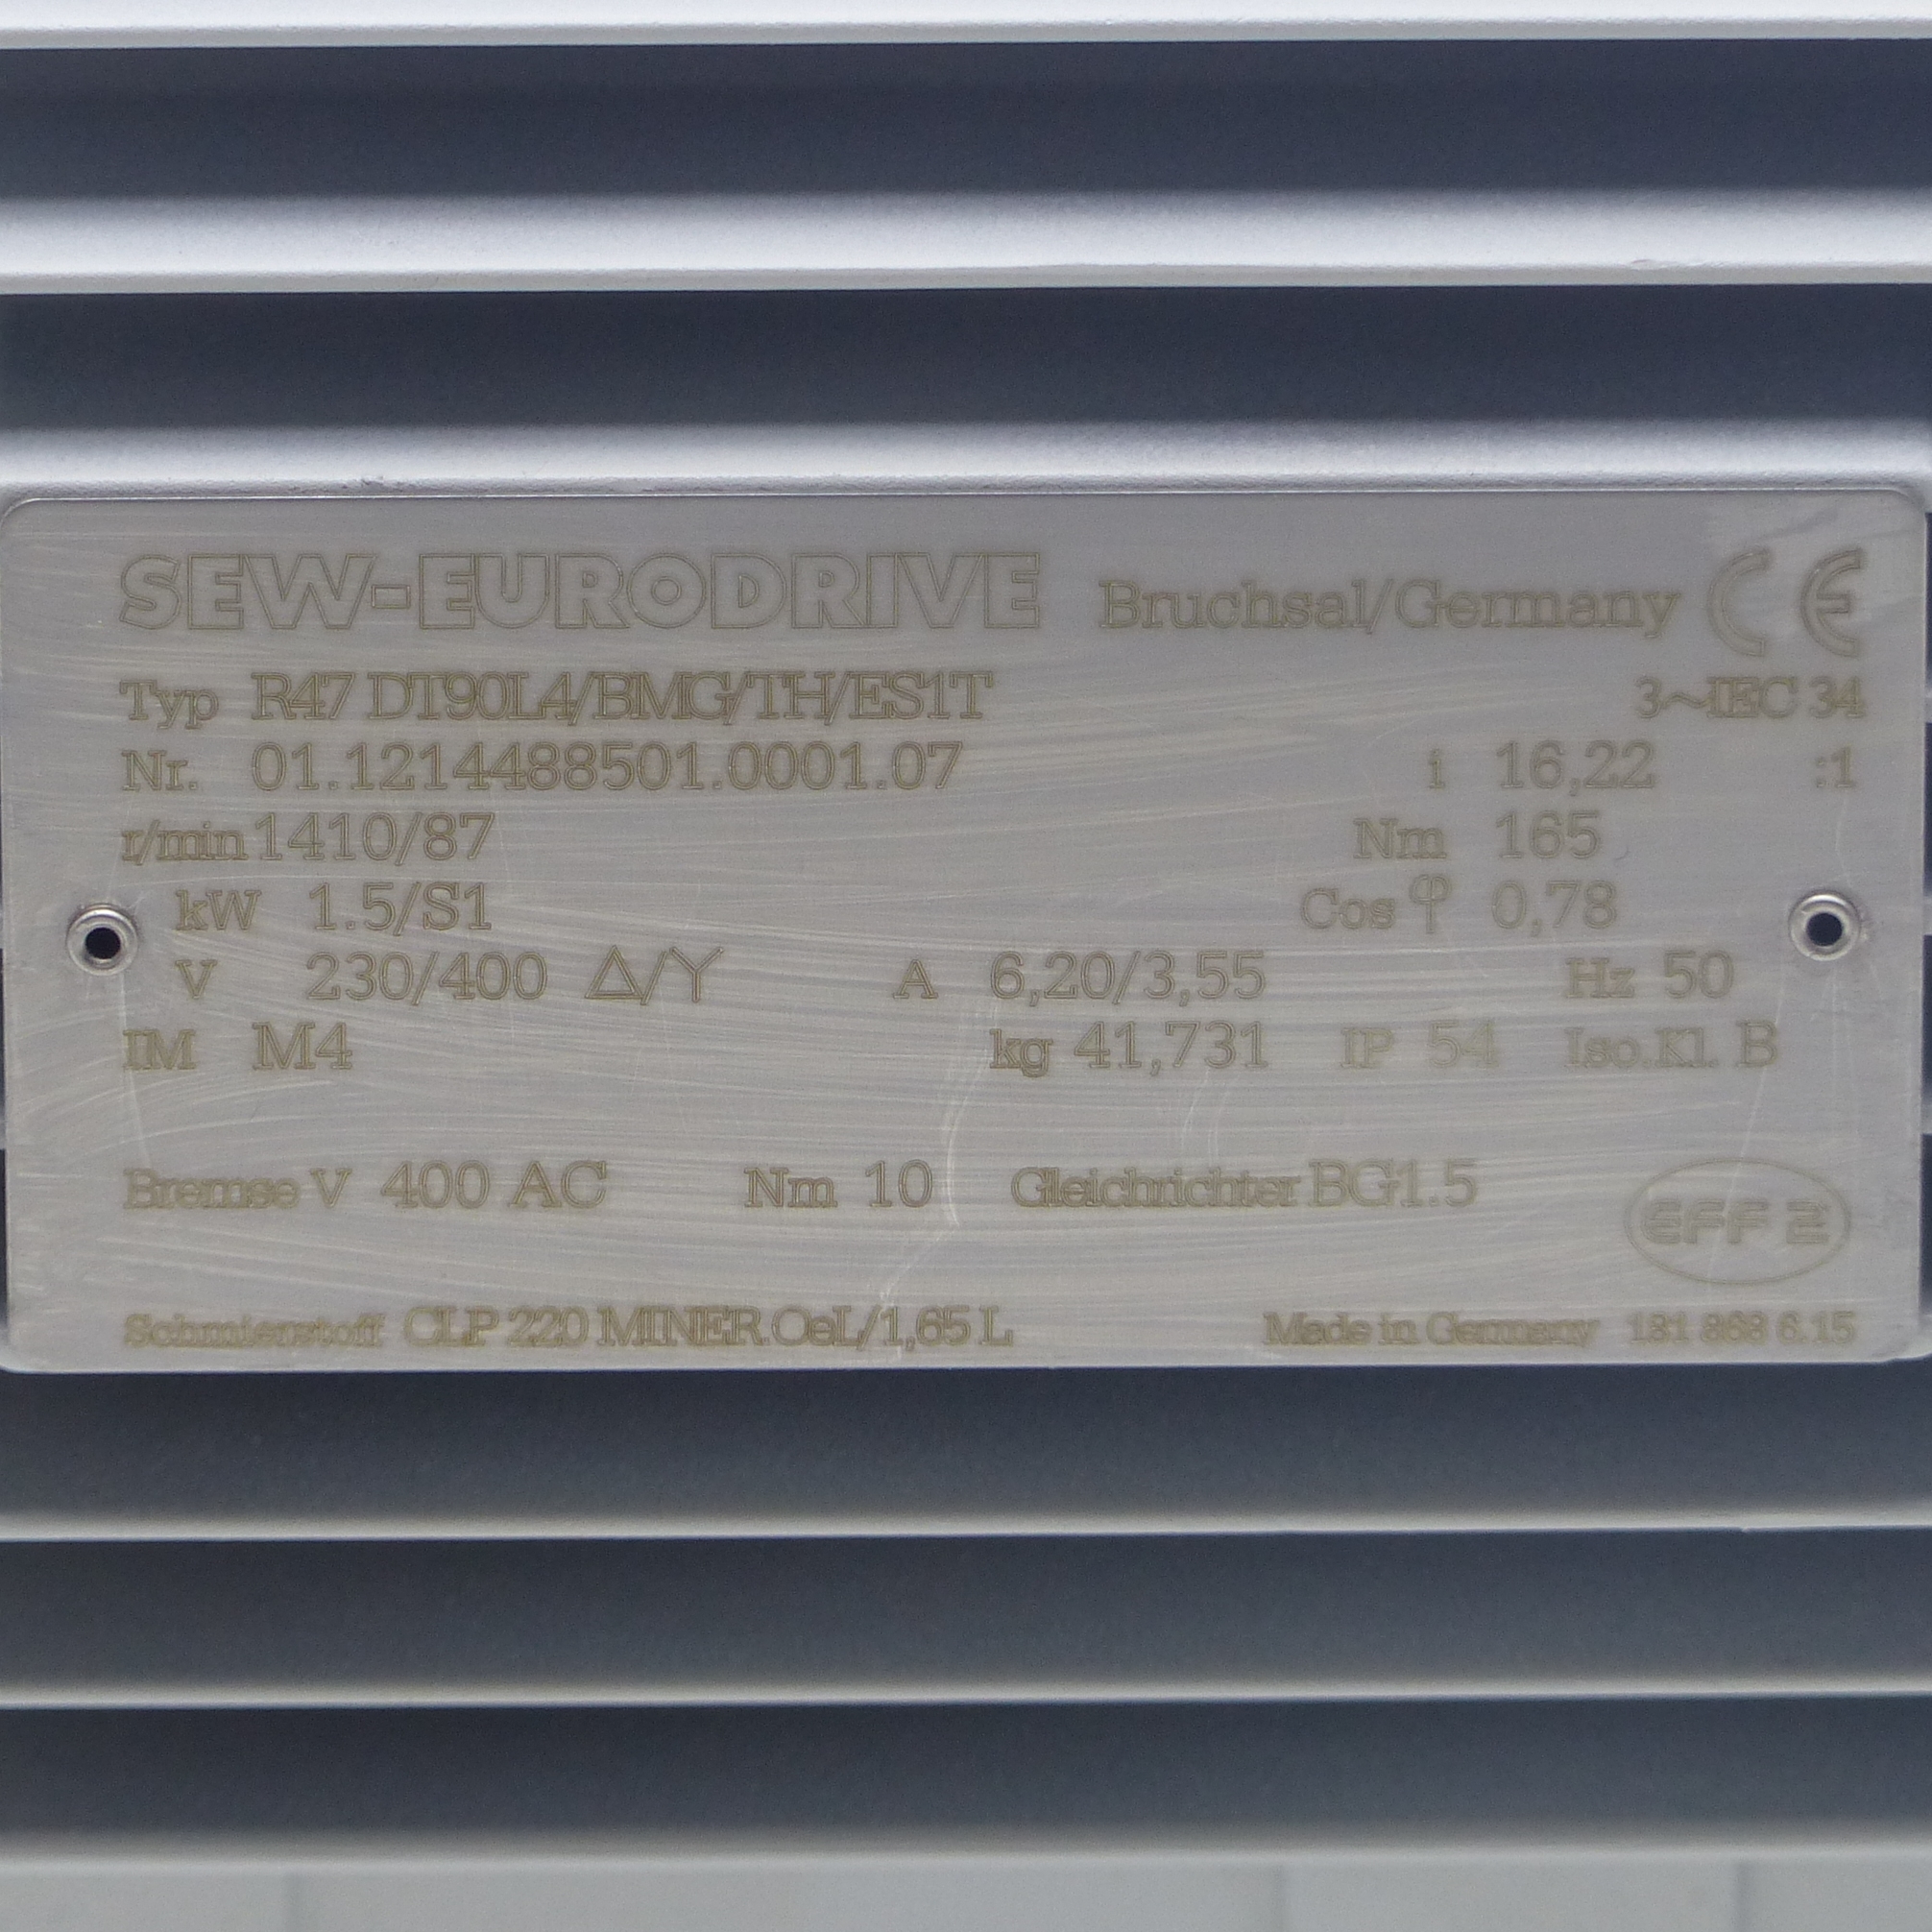 SEW-EURODRIVE Bruchsal/Germany CE
Typ R47 DT90L4/BMG/TH/ES1T 3~IEC 34
Nr. 01.1214488501.0001.07 i 16,22 :1
r/min 1410/87 Nm 165
kW 1.5/S1 Cos φ 0,78
V 230/400 Δ/Y A 6,20/3,55 Hz 50
IM M4 kg 41,731 IP 54 Iso.Kl. B
Bremse V 400 AC Nm 10 Gleichrichter BG1.5
EFF 2
Schmierstoff CLP 220 MINER.OeL/1,65 L Made in Germany 181 868 6.15